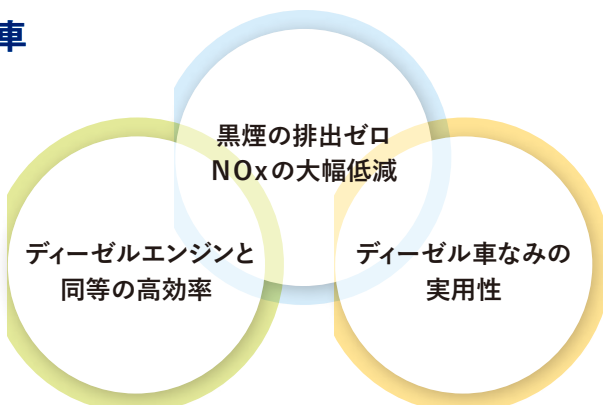 車
黒煙の排出ゼロ
NOxの大幅低減
ディーゼルエンジンと
同等の高効率
ディーゼル車なみの
実用性